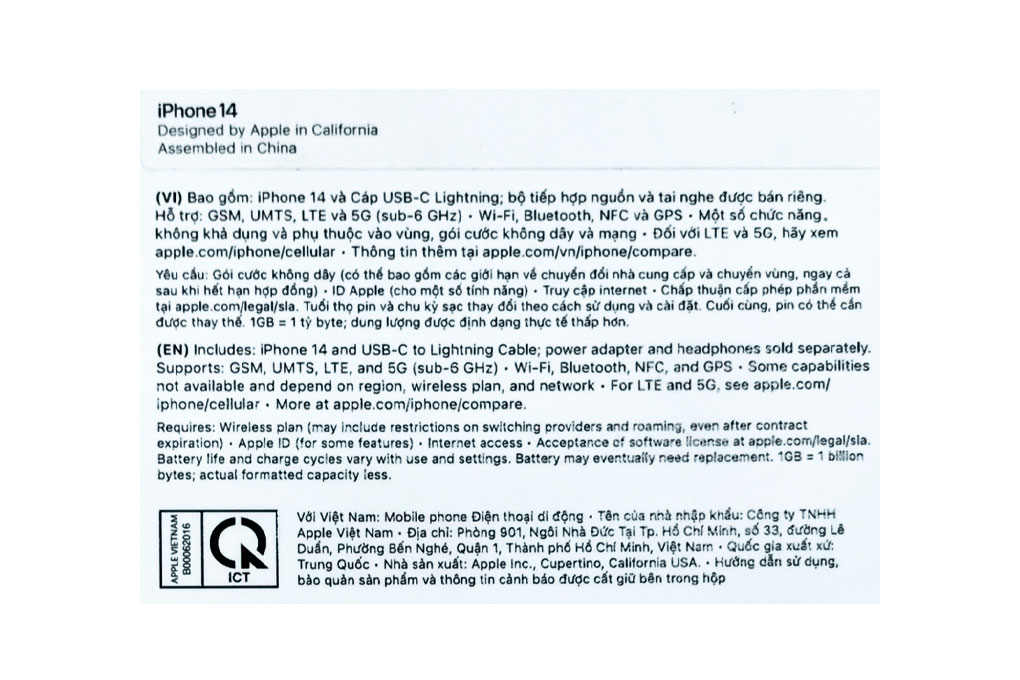 iPhone 14
Designed by Apple in California
Assembled in China
(VI) Bao gồm: iPhone 14 và Cáp USB-C Lightning; bộ tiếp hợp nguồn và tai nghe được bán riêng.
Hỗ trợ: GSM, UMTS, LTE và 5G (sub-6 GHz) • Wi-Fi, Bluetooth, NFC và GPS • Một số chức năng
không khả dụng và phụ thuộc vào vùng, gói cước không dây và mạng • Đối với LTE và 5G, hãy xem
apple.com/iphone/cellular • Thông tin thêm tại apple.com/vn/iphone/compare.
Yêu cầu: Gói cước không dây (có thể bao gồm các giới hạn về chuyển đổi nhà cung cấp và chuyển vùng, ngay cả
sau khi hết hạn hợp đồng) • ID Apple (cho một số tính năng) • Truy cập internet • Chấp thuận cấp phép phần mềm
tại apple.com/legal/sla. Tuổi thọ pin và chu kỳ sạc thay đổi theo cách sử dụng và cài đặt. Cuối cùng, pin có thể cần
được thay thế. 1GB = 1 tỷ byte; dung lượng được định dạng thực tế thấp hơn.
(EN) Includes: iPhone 14 and USB-C to Lightning Cable; power adapter and headphones sold separately.
Supports: GSM, UMTS, LTE, and 5G (sub-6 GHz) • Wi-Fi, Bluetooth, NFC, and GPS • Some capabilities
not available and depend on region, wireless plan, and network • For LTE and 5G, see apple.com/
iphone/cellular • More at apple.com/iphone/compare.
Requires: Wireless plan (may include restrictions on switching providers and roaming, even after contract
expiration) • Apple ID (for some features) • Internet access • Acceptance of software license at apple.com/legal/sla.
Battery life and charge cycles vary with use and settings. Battery may eventually need replacement. 1GB = 1 billion
bytes; actual formatted capacity less.
APPLE VIETNAM
B00062016
ICT
Với Việt Nam: Mobile phone Điện thoại di động • Tên của nhà nhập khẩu: Công ty TNHH
Apple Việt Nam • Địa chỉ: Phòng 901, Ngôi Nhà Đức Tại Tp. Hồ Chí Minh, số 33, đường Lê
Duẩn, Phường Bến Nghé, Quận 1, Thành phố Hồ Chí Minh, Việt Nam • Quốc gia xuất xứ:
Trung Quốc • Nhà sản xuất: Apple Inc., Cupertino, California USA. • Hướng dẫn sử dụng,
bảo quản sản phẩm và thông tin cảnh báo được cất giữ bên trong hộp